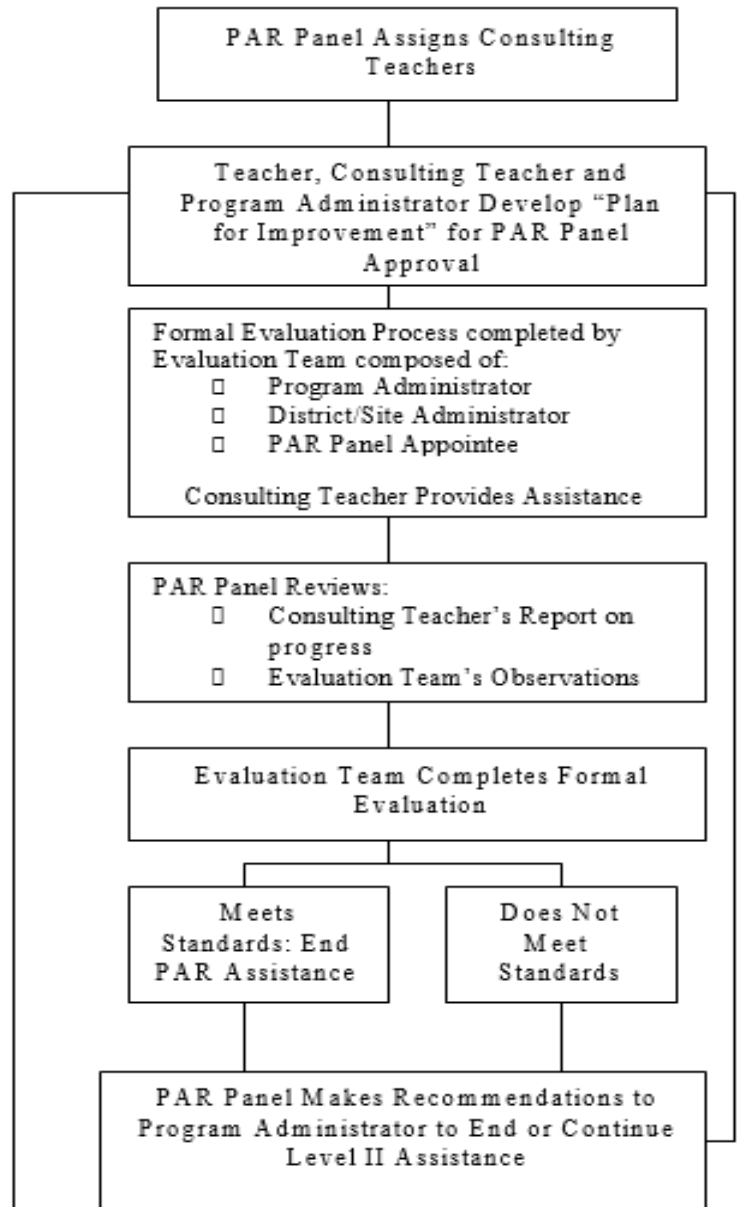 PAR Panel Assigns Consulting
Teachers
Teacher, Consulting Teacher and
Program Administrator Develop “Plan
for Improvement” for PAR Panel
Approval
Formal Evaluation Process completed by
Evaluation Team composed of:
▯ Program Administrator
▯ District/Site Administrator
▯ PAR Panel Appointee
Consulting Teacher Provides Assistance
PAR Panel Reviews:
▯ Consulting Teacher’s Report on
progress
▯ Evaluation Team’s Observations
Evaluation Team Completes Formal
Evaluation
Meets
Standards: End
PAR Assistance
Does Not
Meet
Standards
PAR Panel Makes Recommendations to
Program Administrator to End or Continue
Level II Assistance